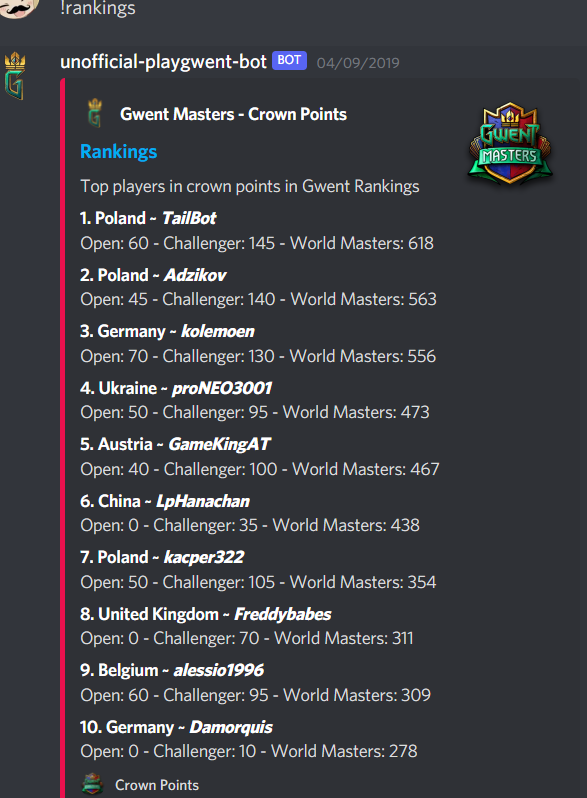 !rankings
unofficial-playgwent-bot BOT 04/09/2019
Gwent Masters - Crown Points
GWENT
MASTERS
Rankings
Top players in crown points in Gwent Rankings
1. Poland ~ TailBot
Open: 60 - Challenger: 145 - World Masters: 618
2. Poland ~ Adzikov
Open: 45 - Challenger: 140 - World Masters: 563
3. Germany ~ kolemoen
Open: 70 - Challenger: 130 - World Masters: 556
4. Ukraine ~ proNEO3001
Open: 50 - Challenger: 95 - World Masters: 473
5. Austria ~ GameKingAT
Open: 40 - Challenger: 100 - World Masters: 467
6. China ~ LpHanachan
Open: 0 - Challenger: 35 - World Masters: 438
7. Poland ~ kacper322
Open: 50 - Challenger: 105 - World Masters: 354
8. United Kingdom ~ Freddybabes
Open: 0 - Challenger: 70 - World Masters: 311
9. Belgium ~ alessio1996
Open: 60 - Challenger: 95 - World Masters: 309
10. Germany ~ Damorquis
Open: 0 - Challenger: 10 - World Masters: 278
Crown Points